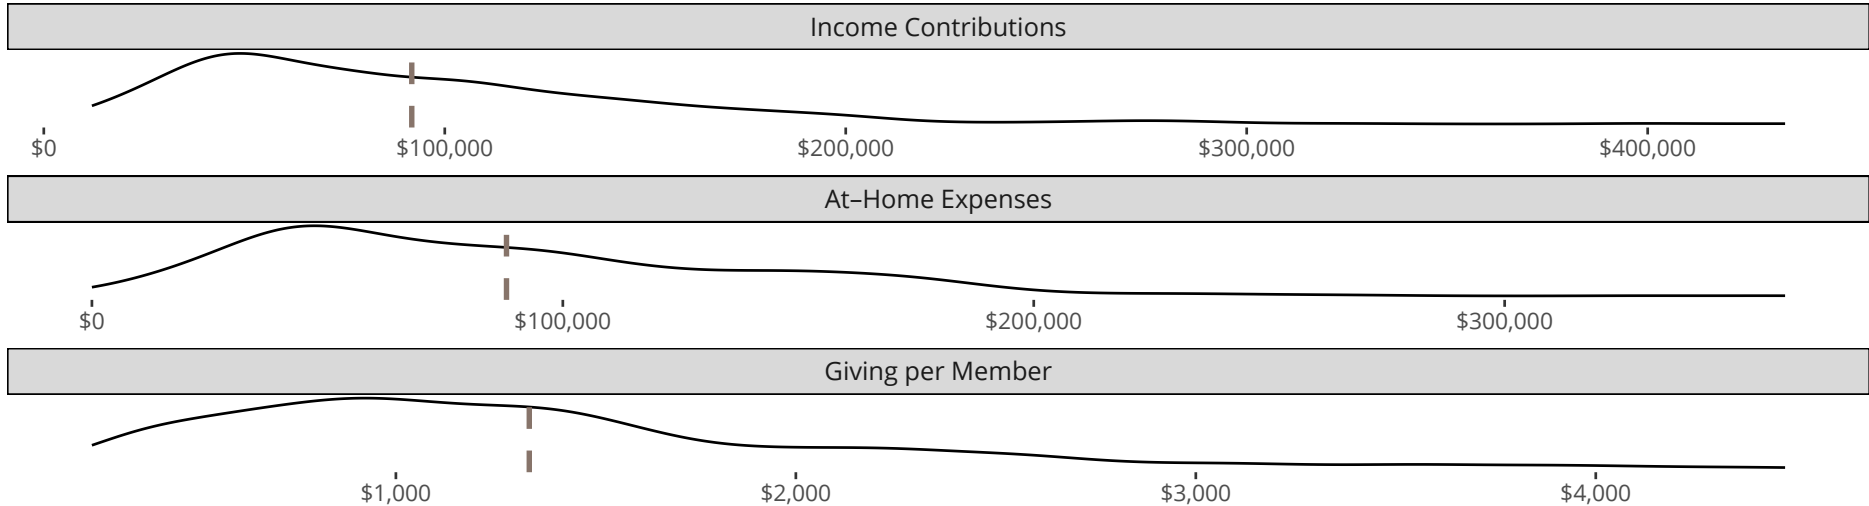 Income Contributions
$0 $100,000 $200,000 $300,000 $400,000
At–Home Expenses
$0 $100,000 $200,000 $300,000
Giving per Member
$1,000 $2,000 $3,000 $4,000